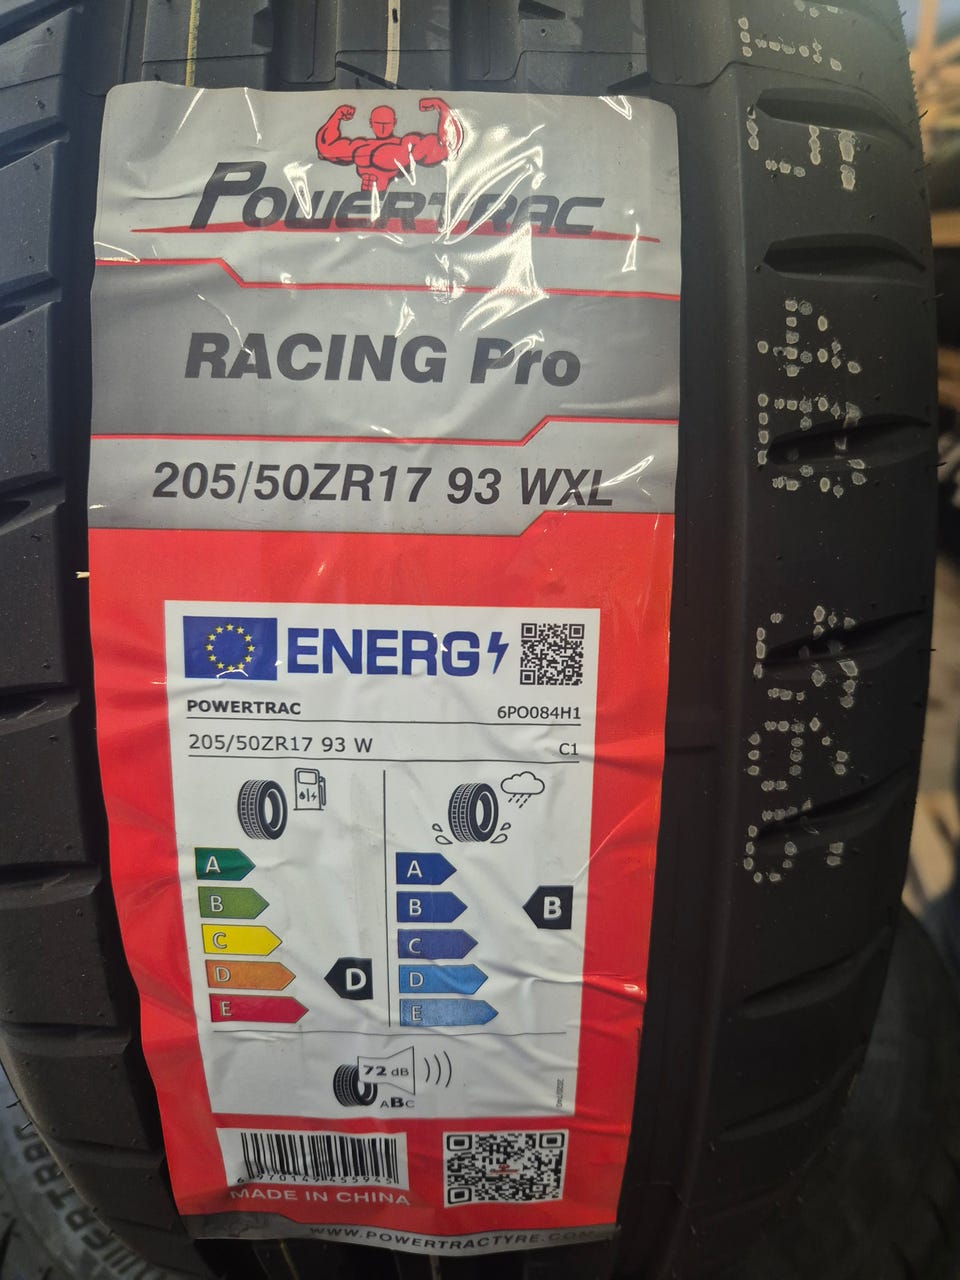 POWERTRAC
RACING Pro
205/50ZR17 93 WXL
ENERG
POWERTRAC
6PO084H1
205/50ZR17 93 W
C1
A
B
C
D
E
D
A
B
C
D
E
B
72 dB
ABC
MADE IN CHINA
WWW.POWERTRACTYRE.COM